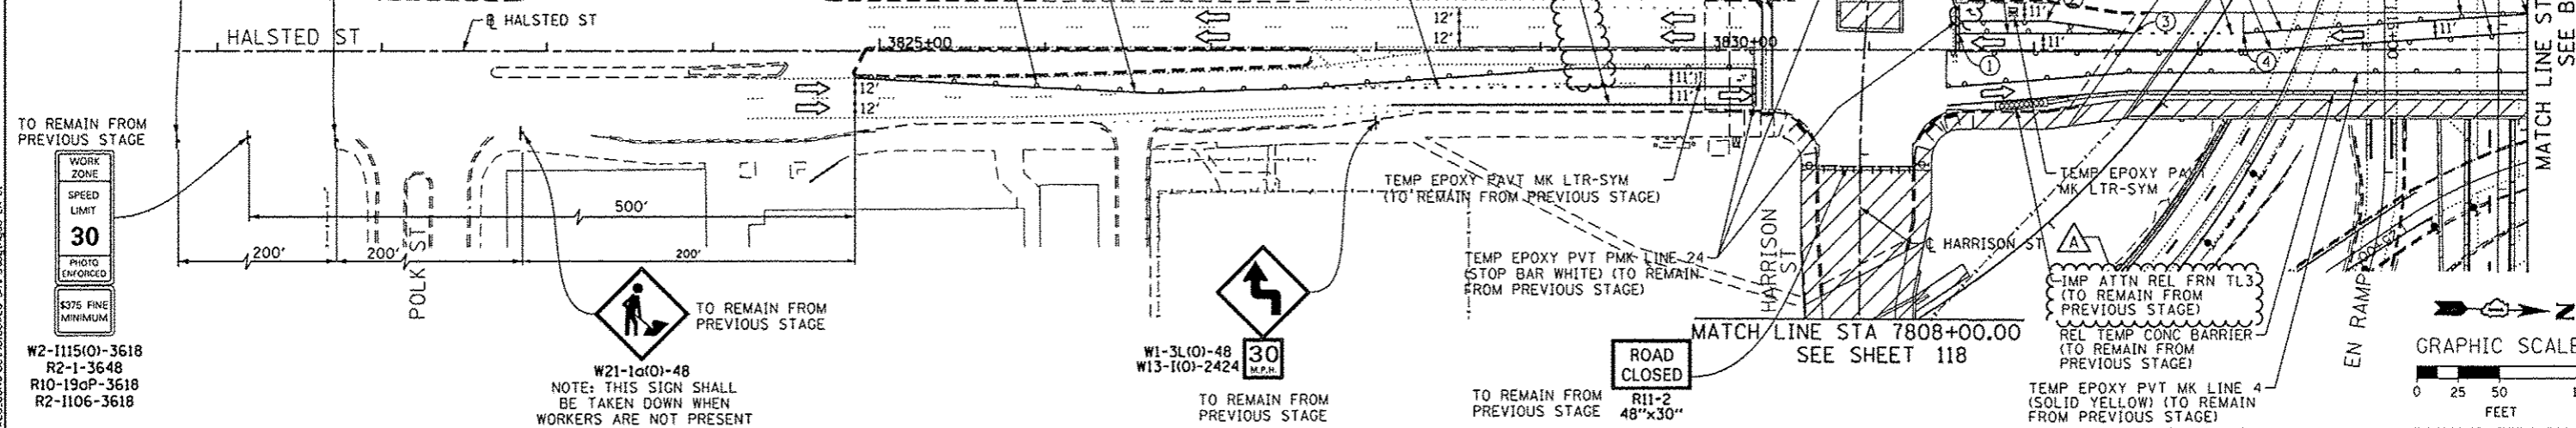 ℄ HALSTED ST
HALSTED ST
3825+00
3830+00
12'
12'
12'
12'
11'
11'
11'
11'
11'
1
3
4
MATCH LINE ST
SEE B
TO REMAIN FROM
PREVIOUS STAGE
WORK
ZONE
SPEED
LIMIT
30
PHOTO
ENFORCED
$375 FINE
MINIMUM
W2-I115(O)-3618
R2-1-3648
R10-19aP-3618
R2-I106-3618
200'
200'
500'
200'
POLK ST
TO REMAIN FROM
PREVIOUS STAGE
W21-1a(O)-48
NOTE: THIS SIGN SHALL
BE TAKEN DOWN WHEN
WORKERS ARE NOT PRESENT
W1-3L(O)-48
W13-1(O)-2424
30
M.P.H.
TO REMAIN FROM
PREVIOUS STAGE
TEMP EPOXY PAVT MK LTR-SYM
(TO REMAIN FROM PREVIOUS STAGE)
TEMP EPOXY PVT PMK LINE 24
(STOP BAR WHITE) (TO REMAIN
FROM PREVIOUS STAGE)
HARRISON
ST
℄ HARRISON ST
MATCH LINE STA 7808+00.00
SEE SHEET 118
ROAD
CLOSED
R11-2
48"x30"
TO REMAIN FROM
PREVIOUS STAGE
TEMP EPOXY PAVT
MK LTR-SYM
A
IMP ATTN REL FRN TL3
(TO REMAIN FROM
PREVIOUS STAGE)
REL TEMP CONC BARRIER
(TO REMAIN FROM
PREVIOUS STAGE)
TEMP EPOXY PVT MK LINE 4
(SOLID YELLOW) (TO REMAIN
FROM PREVIOUS STAGE)
EN RAMP
N
GRAPHIC SCALE
0 25 50
FEET